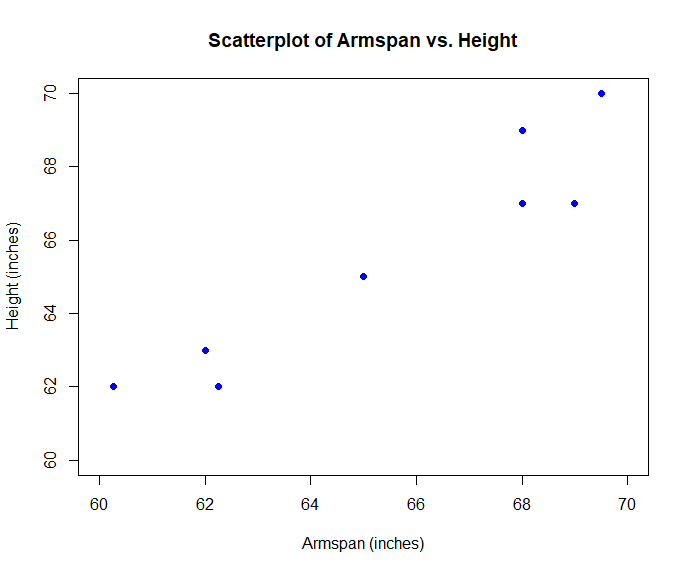 Scatterplot of Armspan vs. Height
70
68
66
64
62
60
Height (inches)
60 62 64 66 68 70
Armspan (inches)